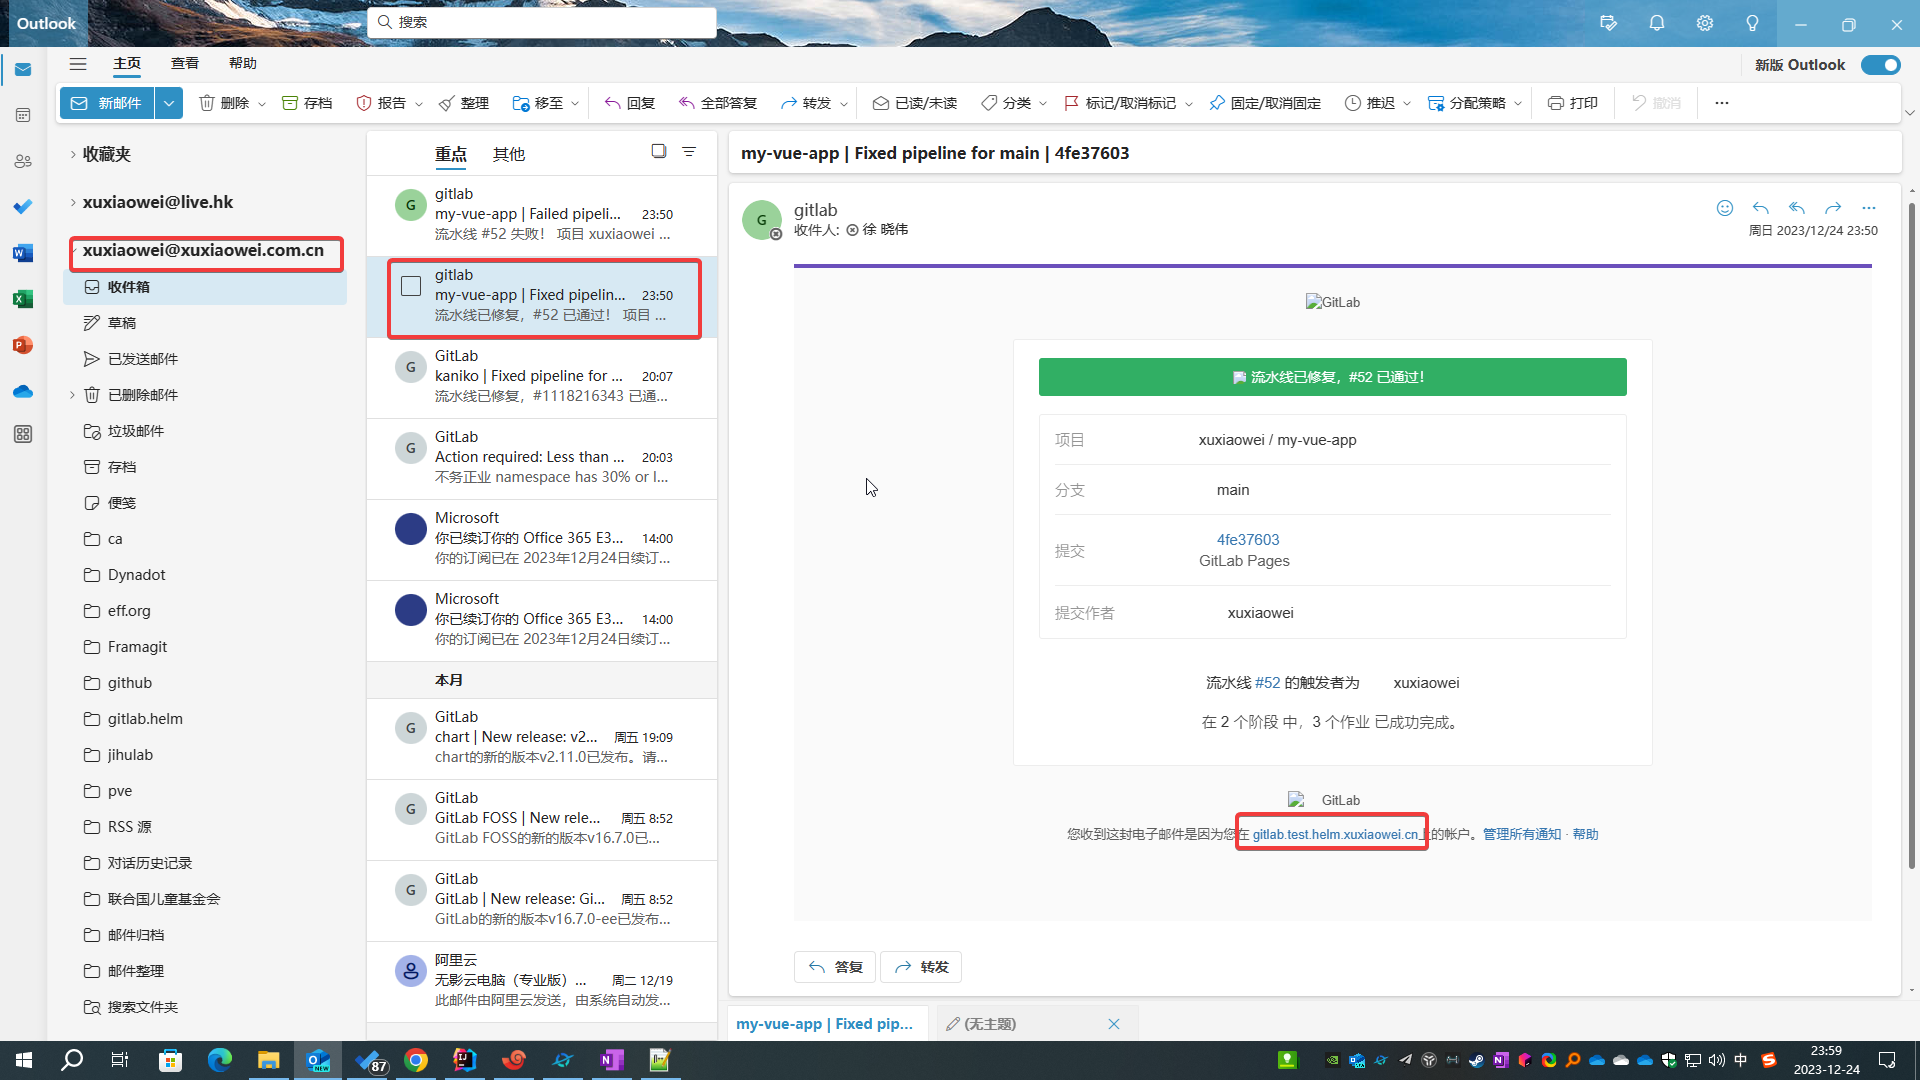 Outlook
搜索
主页
查看
帮助
新版 Outlook
新邮件
删除
存档
报告
整理
移至
回复
全部答复
转发
已读/未读
分类
标记/取消标记
固定/取消固定
推迟
分配策略
打印
撤消
收藏夹
xuxiaowei@live.hk
xuxiaowei@xuxiaowei.com.cn
收件箱
草稿
已发送邮件
已删除邮件
垃圾邮件
存档
便笺
ca
Dynadot
eff.org
Framagit
github
gitlab.helm
jihulab
pve
RSS 源
对话历史记录
联合国儿童基金会
邮件归档
邮件整理
搜索文件夹
重点
其他
G
gitlab
my-vue-app | Failed pipeli... 23:50
流水线 #52 失败！ 项目 xuxiaowei ...
gitlab
my-vue-app | Fixed pipelin... 23:50
流水线已修复，#52 已通过！ 项目 ...
G
GitLab
kaniko | Fixed pipeline for ... 20:07
流水线已修复，#1118216343 已通...
G
GitLab
Action required: Less than ... 20:03
不务正业 namespace has 30% or l...
Microsoft
你已续订你的 Office 365 E3... 14:00
你的订阅已在 2023年12月24日续订...
Microsoft
你已续订你的 Office 365 E3... 14:00
你的订阅已在 2023年12月24日续订...
本月
G
GitLab
chart | New release: v2... 周五 19:09
chart的新的版本v2.11.0已发布。请...
G
GitLab
GitLab FOSS | New rele... 周五 8:52
GitLab FOSS的新的版本v16.7.0已...
G
GitLab
GitLab | New release: Gi... 周五 8:52
GitLab的新的版本v16.7.0-ee已发布...
阿里云
无影云电脑（专业版）... 周二 12/19
此邮件由阿里云发送，由系统自动发...
my-vue-app | Fixed pipeline for main | 4fe37603
G
gitlab
收件人: 徐 晓伟
周日 2023/12/24 23:50
GitLab
流水线已修复，#52 已通过！
项目 xuxiaowei / my-vue-app
分支 main
提交 4fe37603
GitLab Pages
提交作者 xuxiaowei
流水线 #52 的触发者为 xuxiaowei
在 2 个阶段 中，3 个作业 已成功完成。
GitLab
您收到这封电子邮件是因为您在 gitlab.test.helm.xuxiaowei.cn上的帐户。管理所有通知 · 帮助
答复
转发
my-vue-app | Fixed pip...
(无主题)
87
中
23:59
2023-12-24